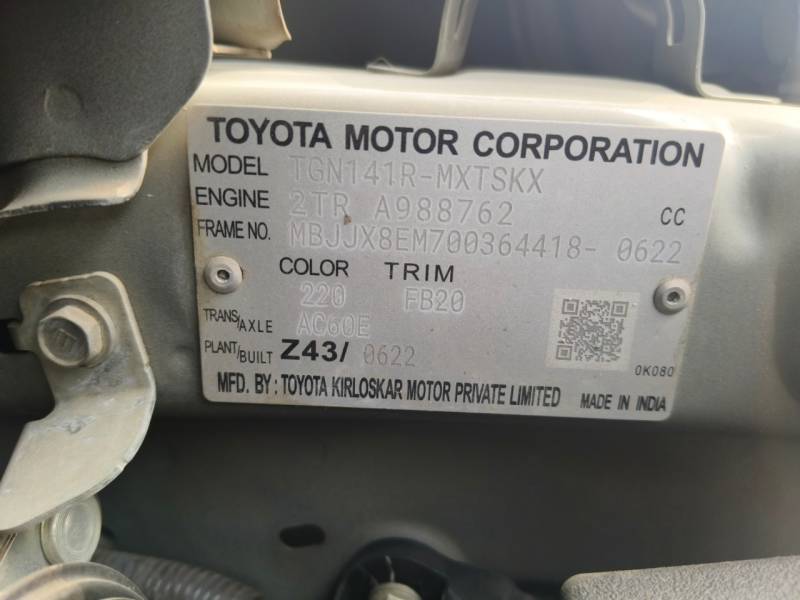 TOYOTA MOTOR CORPORATION
MODEL TGN141R-MXTSKX
ENGINE 2TR A988762 CC
FRAME NO. MBJJX8EM700364418- 0622
COLOR TRIM
220 FB20
TRANS/AXLE AC60E
PLANT/BUILT Z43/ 0622
0K080
MFD. BY : TOYOTA KIRLOSKAR MOTOR PRIVATE LIMITED MADE IN INDIA